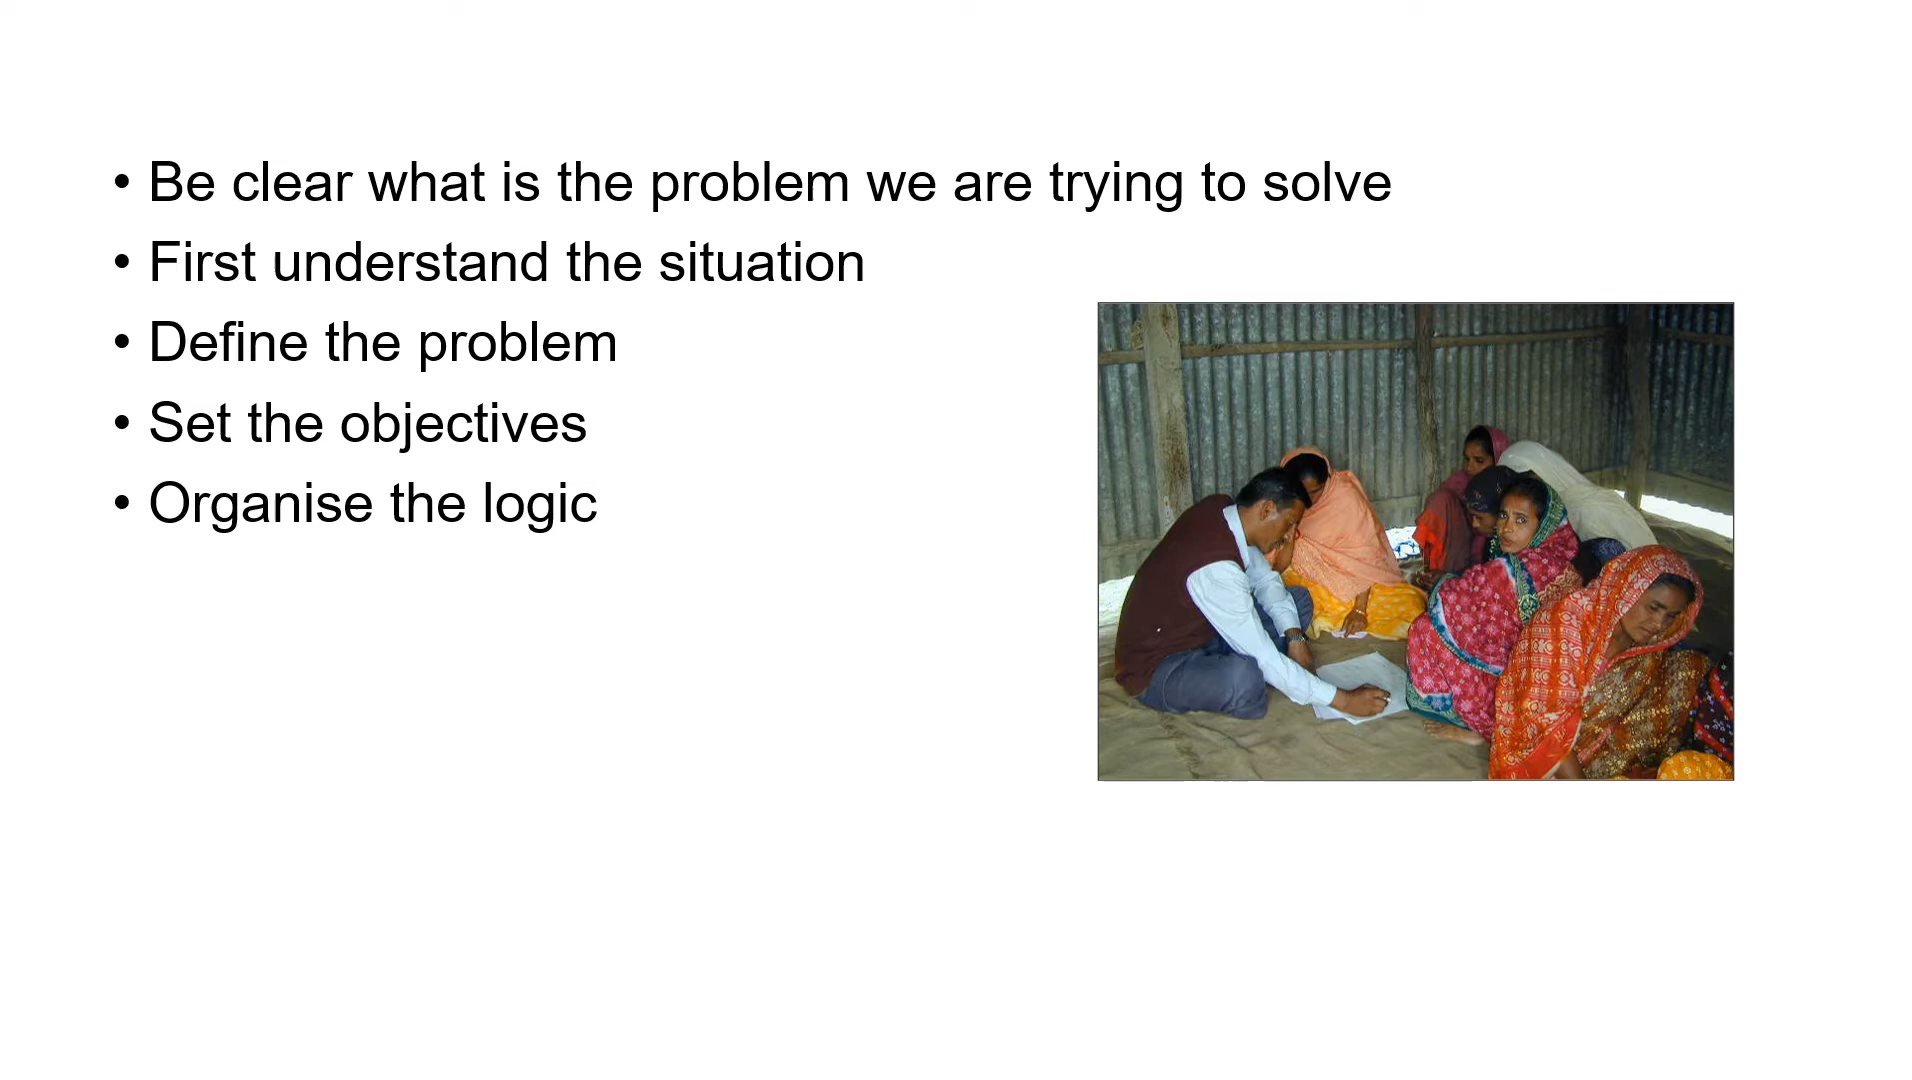 • Be clear what is the problem we are trying to solve
• First understand the situation
• Define the problem
• Set the objectives
• Organise the logic